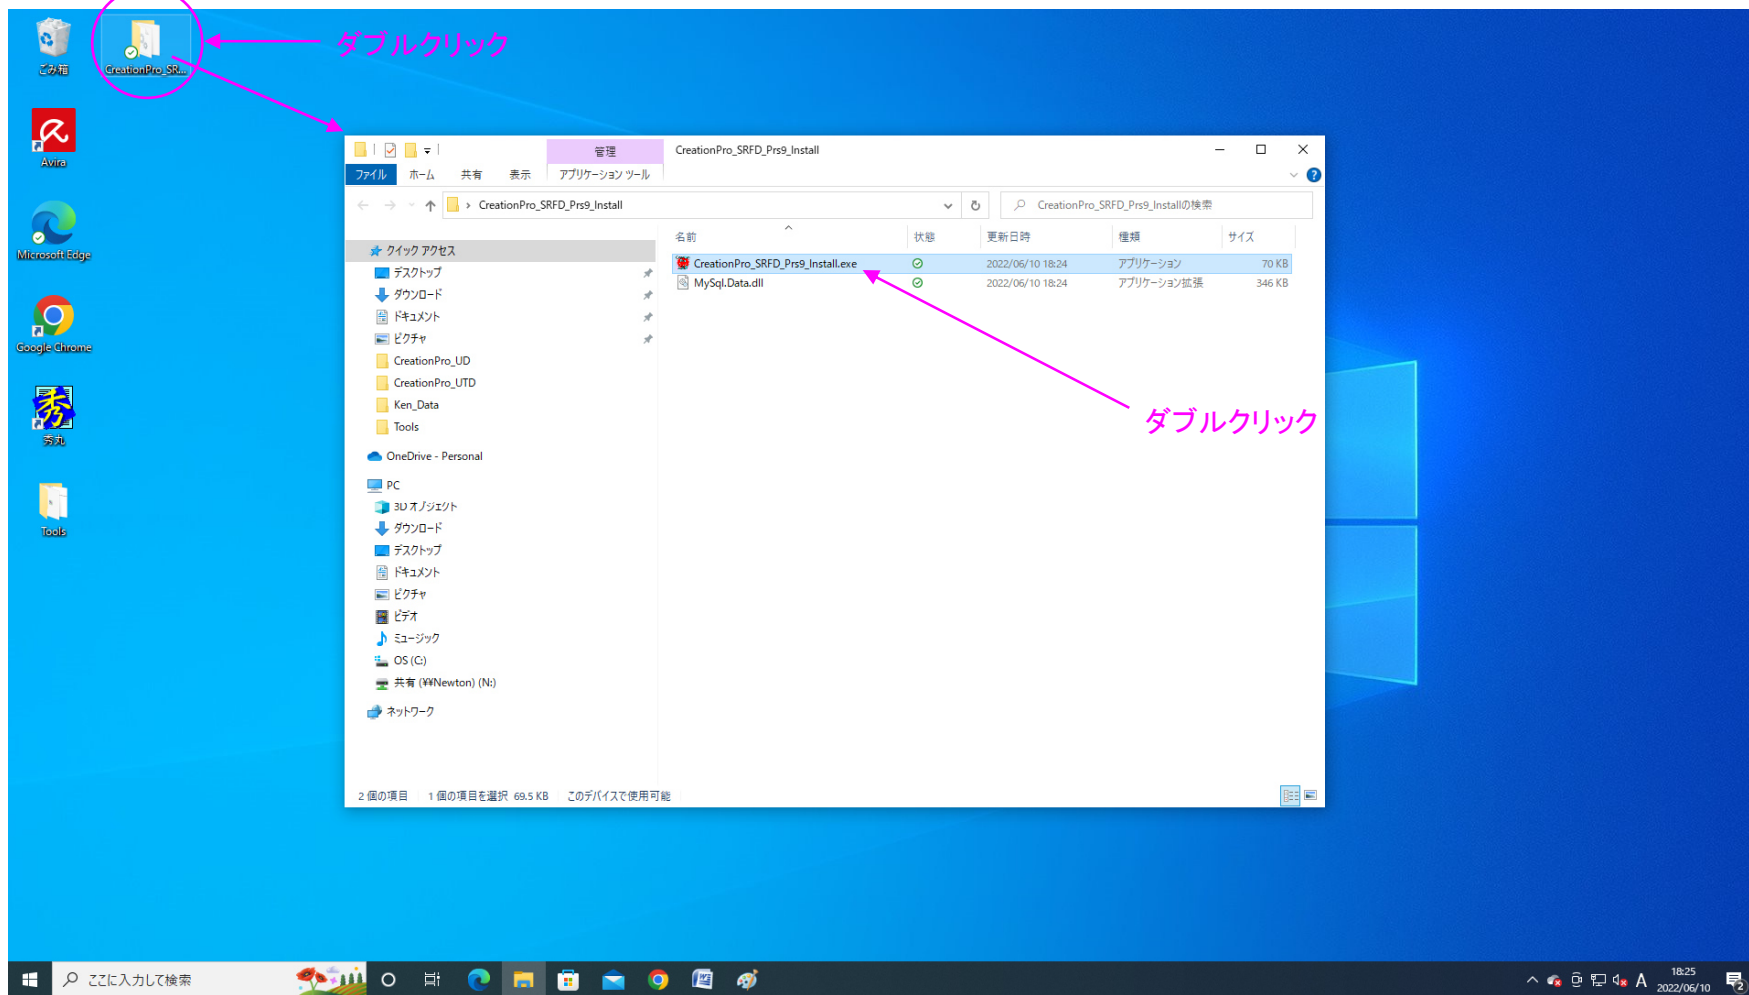 ごみ箱
CreationPro_SR...
ダブルクリック
Avira
Microsoft Edge
Google Chrome
秀
秀丸
Tools
管理
CreationPro_SRFD_Prs9_Install
ファイル
ホーム
共有
表示
アプリケーション ツール
CreationPro_SRFD_Prs9_Install
CreationPro_SRFD_Prs9_Installの検索
名前
状態
更新日時
種類
サイズ
クイック アクセス
デスクトップ
ダウンロード
ドキュメント
ピクチャ
CreationPro_UD
CreationPro_UTD
Ken_Data
Tools
OneDrive - Personal
PC
3D オブジェクト
ダウンロード
デスクトップ
ドキュメント
ピクチャ
ビデオ
ミュージック
OS (C:)
共有 (¥¥Newton) (N:)
ネットワーク
CreationPro_SRFD_Prs9_Install.exe 2022/06/10 18:24 アプリケーション 70 KB
MySql.Data.dll 2022/06/10 18:24 アプリケーション拡張 346 KB
ダブルクリック
2 個の項目 1 個の項目を選択 69.5 KB このデバイスで使用可能
ここに入力して検索
A
18:25
2022/06/10
2